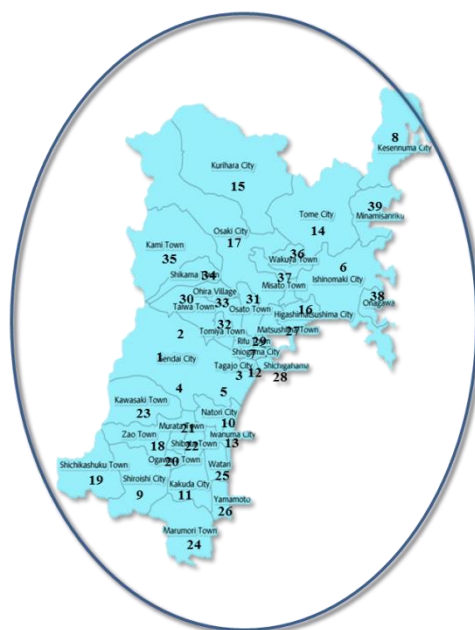 8
Kesennuma City
Kurihara City
15
39
Minamisanriku
Tome City
14
Osaki City
17
Kami Town
35
36
Wakuya Town
6
Ishinomaki City
Shikama Town
34
37
Misato Town
Ohira Village
33
30
Taiwa Town
31
Osato Town
38
Onagawa
16
Higashimatsushima City
32
Tomiya Town
Matsushima Town
27
2
Rifu Town
29
Shiogama City
7
1
Sendai City
Tagajo City
12
Shichigahama
28
3
4
5
Kawasaki Town
23
Natori City
10
Murata Town
21
Iwanuma City
13
Zao Town
18
Shibata Town
22
Ogawara Town
20
Shichikashuku Town
19
Watari
25
Shiroishi City
9
Kakuda City
11
Yamamoto
26
Marumori Town
24